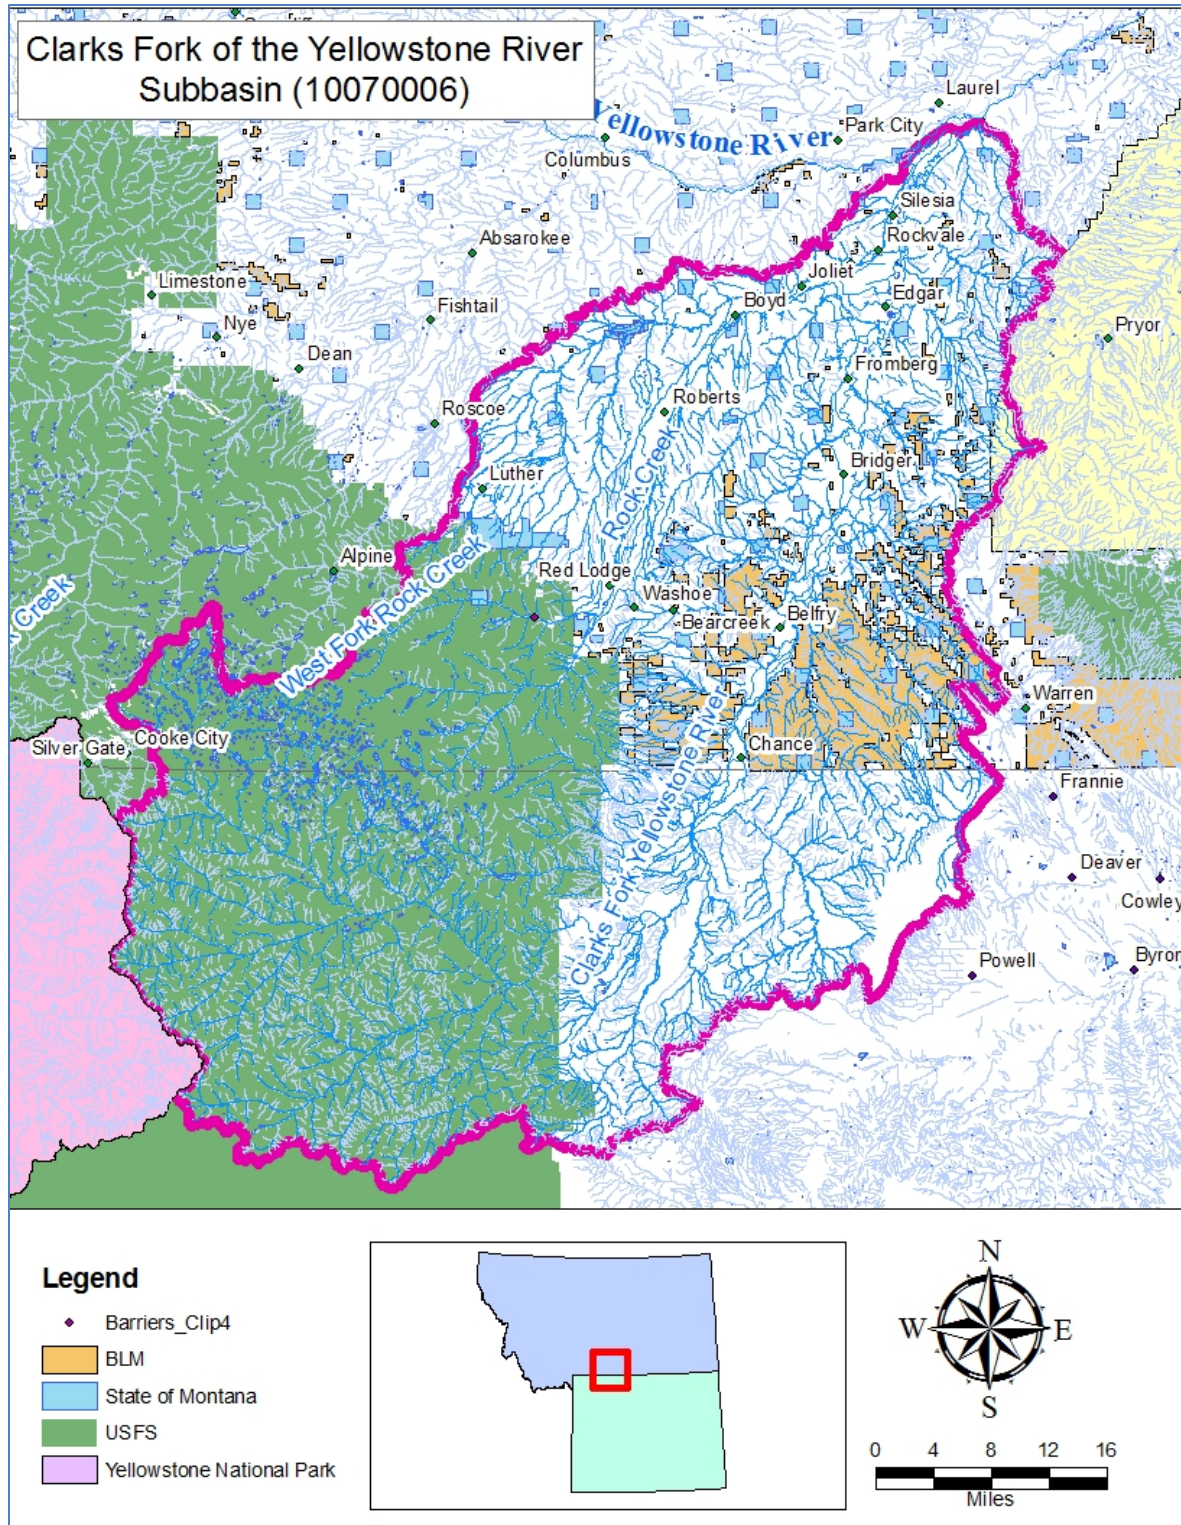 Clarks Fork of the Yellowstone River
Subbasin (10070006)
Laurel
Yellowstone River
Park City
Columbus
Silesia
Rockvale
Absarokee
Joliet
Limestone
Boyd
Edgar
Fishtail
Nye
Pryor
Dean
Fromberg
Roscoe
Roberts
Rock Creek
Bridger
Luther
Alpine
West Fork Rock Creek
Creek
Red Lodge
Washoe
Bearcreek
Belfry
Warren
Cooke City
Silver Gate
Chance
Clarks Fork Yellowstone River
Frannie
Deaver
Cowley
Powell
Byron
Legend
Barriers_Clip4
BLM
State of Montana
USFS
Yellowstone National Park
N
W
E
S
0 4 8 12 16
Miles